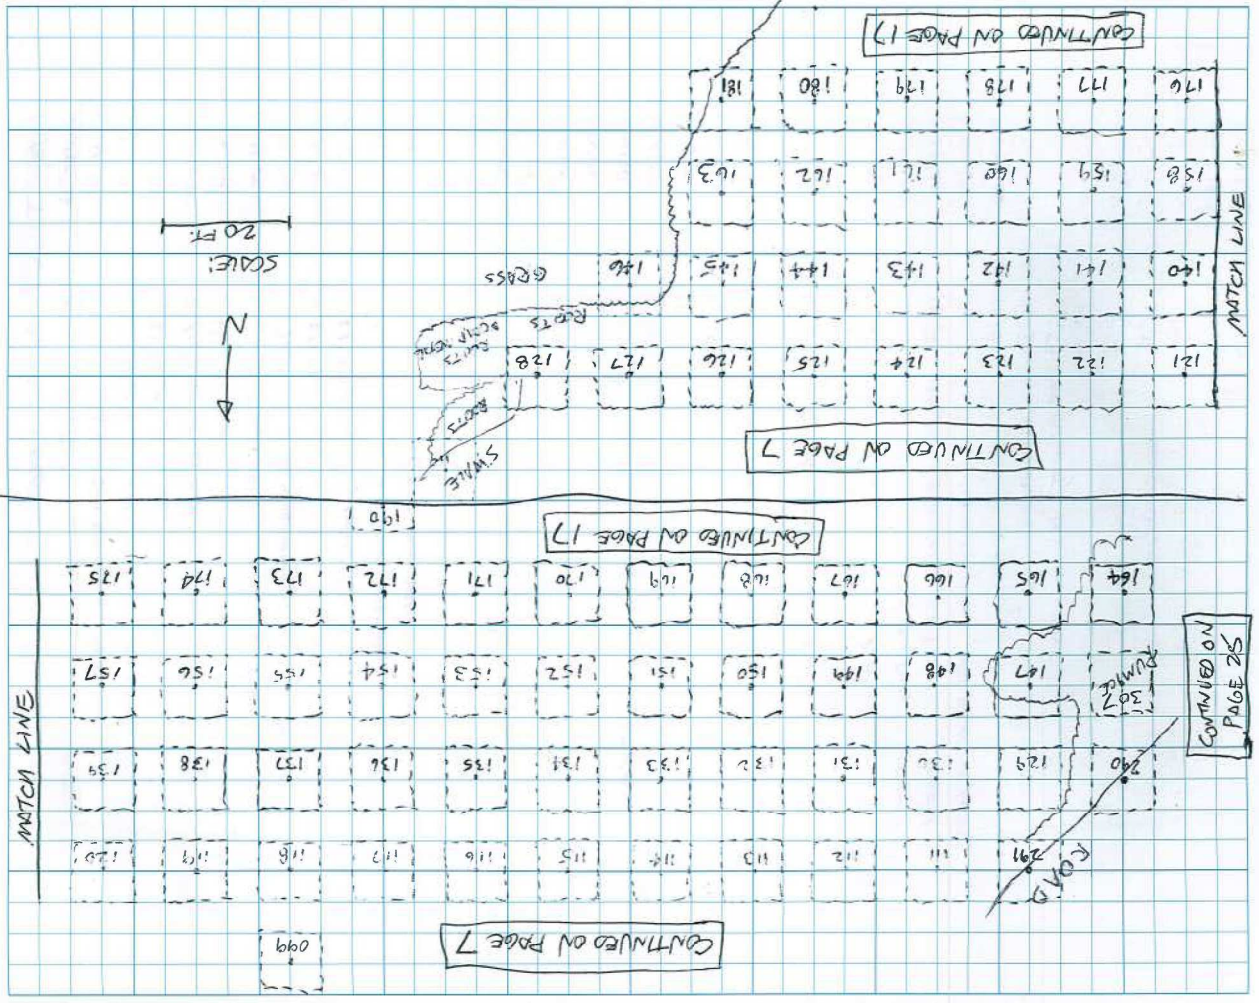 099
CONTINUED ON PAGE 7
ROAD
291 111 112 113 114 115 116 117 118 119 120
290 129 130 131 132 133 134 135 136 137 138 139
MATCH LINE
CONTINUED ON
PAGE 25
307
147 148 149 150 151 152 153 154 155 156 157
164 165 166 167 168 169 170 171 172 173 174 175
CONTINUED ON PAGE 17
190
CONTINUED ON PAGE 7
SWALE
ROOTS
121 122 123 124 125 126 127 128
ROOTS
SCRAP METAL
ROOTS
N
MATCH LINE
140 141 142 143 144 145 146
GRASS
SCALE:
20 FT.
158 159 160 161 162 163
176 177 178 179 180 181
CONTINUED ON PAGE 17